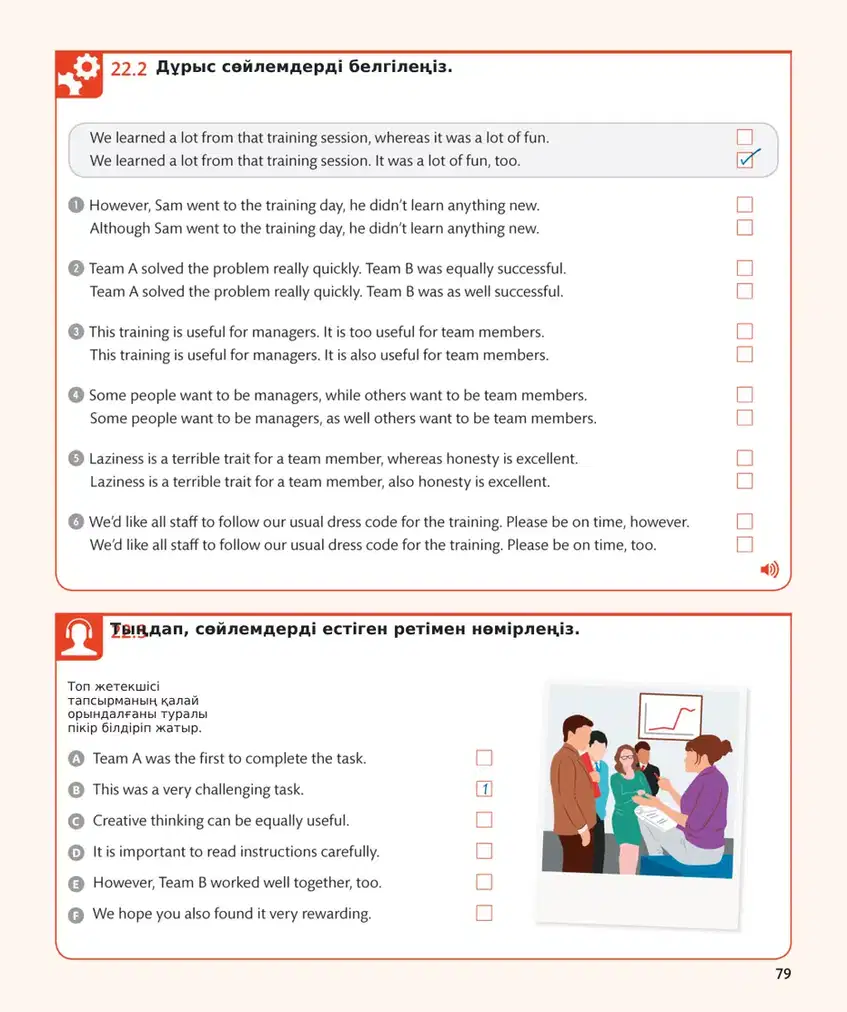 22.2 Дұрыс сөйлемдерді белгілеңіз.
We learned a lot from that training session, whereas it was a lot of fun.
We learned a lot from that training session. It was a lot of fun, too.
1 However, Sam went to the training day, he didn't learn anything new.
Although Sam went to the training day, he didn't learn anything new.
2 Team A solved the problem really quickly. Team B was equally successful.
Team A solved the problem really quickly. Team B was as well successful.
3 This training is useful for managers. It is too useful for team members.
This training is useful for managers. It is also useful for team members.
4 Some people want to be managers, while others want to be team members.
Some people want to be managers, as well others want to be team members.
5 Laziness is a terrible trait for a team member, whereas honesty is excellent.
Laziness is a terrible trait for a team member, also honesty is excellent.
6 We'd like all staff to follow our usual dress code for the training. Please be on time, however.
We'd like all staff to follow our usual dress code for the training. Please be on time, too.
Тыңдап, сөйлемдерді естіген ретімен нөмірлеңіз.
Топ жетекшісі
тапсырманың қалай
орындалғаны туралы
пікір білдіріп жатыр.
A Team A was the first to complete the task.
B This was a very challenging task. 1
C Creative thinking can be equally useful.
D It is important to read instructions carefully.
E However, Team B worked well together, too.
F We hope you also found it very rewarding.
79